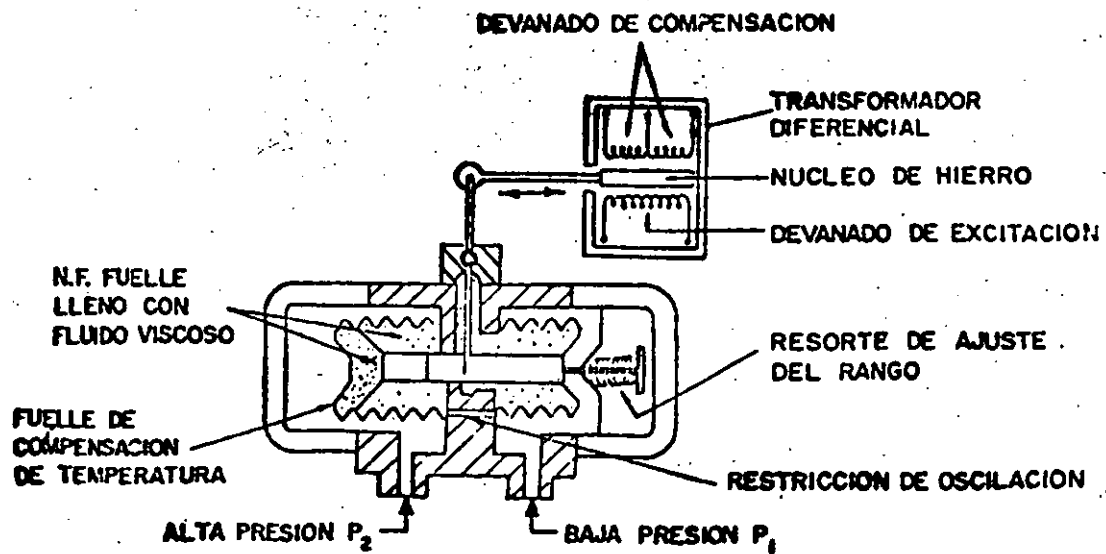 DEVANADO DE COMPENSACION
TRANSFORMADOR
DIFERENCIAL
NUCLEO DE HIERRO
DEVANADO DE EXCITACION
N.F. FUELLE
LLENO CON
FLUIDO VISCOSO
RESORTE DE AJUSTE
DEL RANGO
FUELLE DE
COMPENSACION
DE TEMPERATURA
RESTRICCION DE OSCILACION
ALTA PRESION P₂
BAJA PRESION P₁